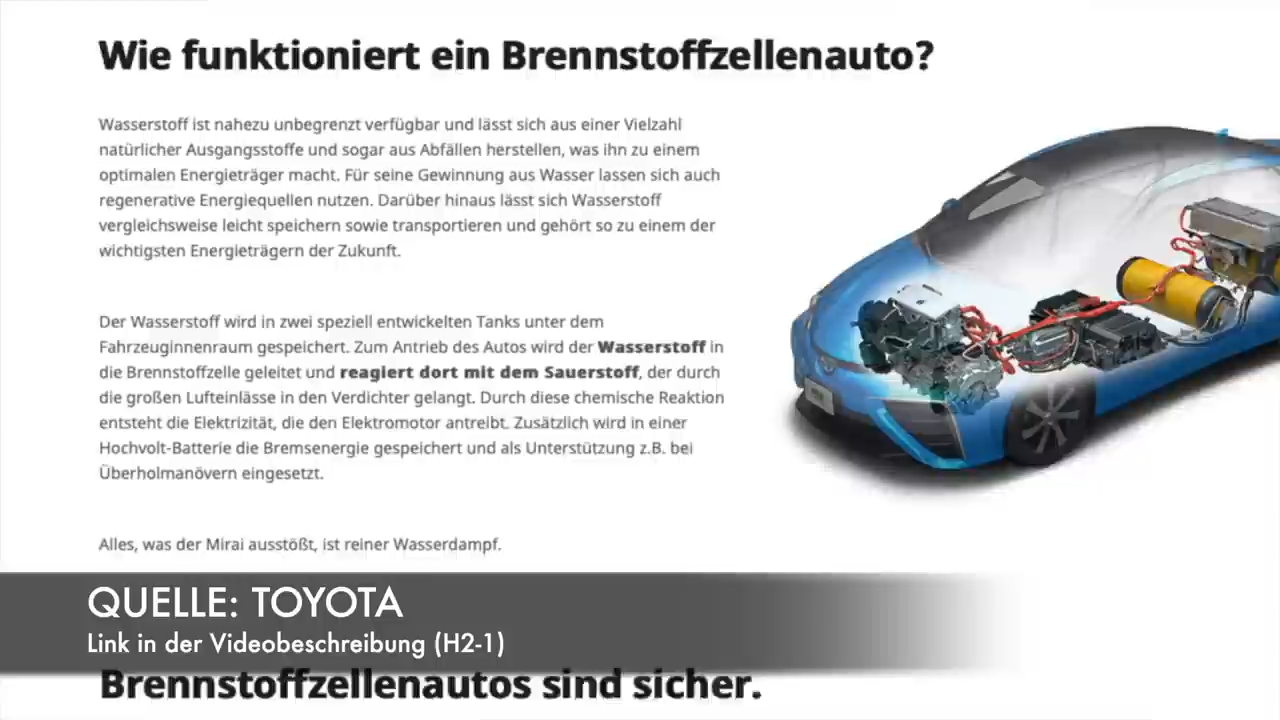 Wie funktioniert ein Brennstoffzellenauto?
Wasserstoff ist nahezu unbegrenzt verfügbar und lässt sich aus einer Vielzahl
natürlicher Ausgangsstoffe und sogar aus Abfällen herstellen, was ihn zu einem
optimalen Energieträger macht. Für seine Gewinnung aus Wasser lassen sich auch
regenerative Energiequellen nutzen. Darüber hinaus lässt sich Wasserstoff
vergleichsweise leicht speichern sowie transportieren und gehört so zu einem der
wichtigsten Energieträgern der Zukunft.
Der Wasserstoff wird in zwei speziell entwickelten Tanks unter dem
Fahrzeuginnenraum gespeichert. Zum Antrieb des Autos wird der Wasserstoff in
die Brennstoffzelle geleitet und reagiert dort mit dem Sauerstoff, der durch
die großen Lufteinlässe in den Verdichter gelangt. Durch diese chemische Reaktion
entsteht die Elektrizität, die den Elektromotor antreibt. Zusätzlich wird in einer
Hochvolt-Batterie die Bremsenergie gespeichert und als Unterstützung z.B. bei
Überholmanövern eingesetzt.
Alles, was der Mirai ausstößt, ist reiner Wasserdampf.
QUELLE: TOYOTA
Link in der Videobeschreibung (H2-1)
Brennstoffzellenautos sind sicher.